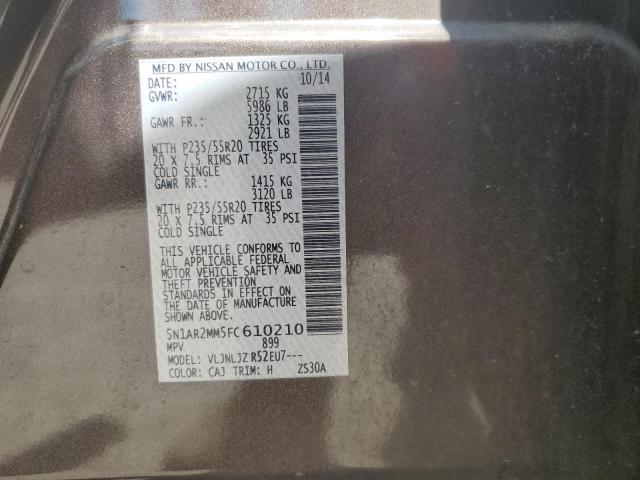 MFD BY NISSAN MOTOR CO., LTD.
DATE: 10/14
GVWR: 2715 KG
5986 LB
GAWR FR.: 1325 KG
2921 LB
WITH P235/55R20 TIRES
20 X 7.5 RIMS AT 35 PSI
COLD SINGLE
GAWR RR.: 1415 KG
3120 LB
WITH P235/55R20 TIRES
20 X 7.5 RIMS AT 35 PSI
COLD SINGLE
THIS VEHICLE CONFORMS TO
ALL APPLICABLE FEDERAL
MOTOR VEHICLE SAFETY AND
THEFT PREVENTION
STANDARDS IN EFFECT ON
THE DATE OF MANUFACTURE
SHOWN ABOVE.
5N1AR2MM5FC610210
MPV 899
MODEL: VLJNLJZ R52EU7---
COLOR: CAJ TRIM: H ZS30A